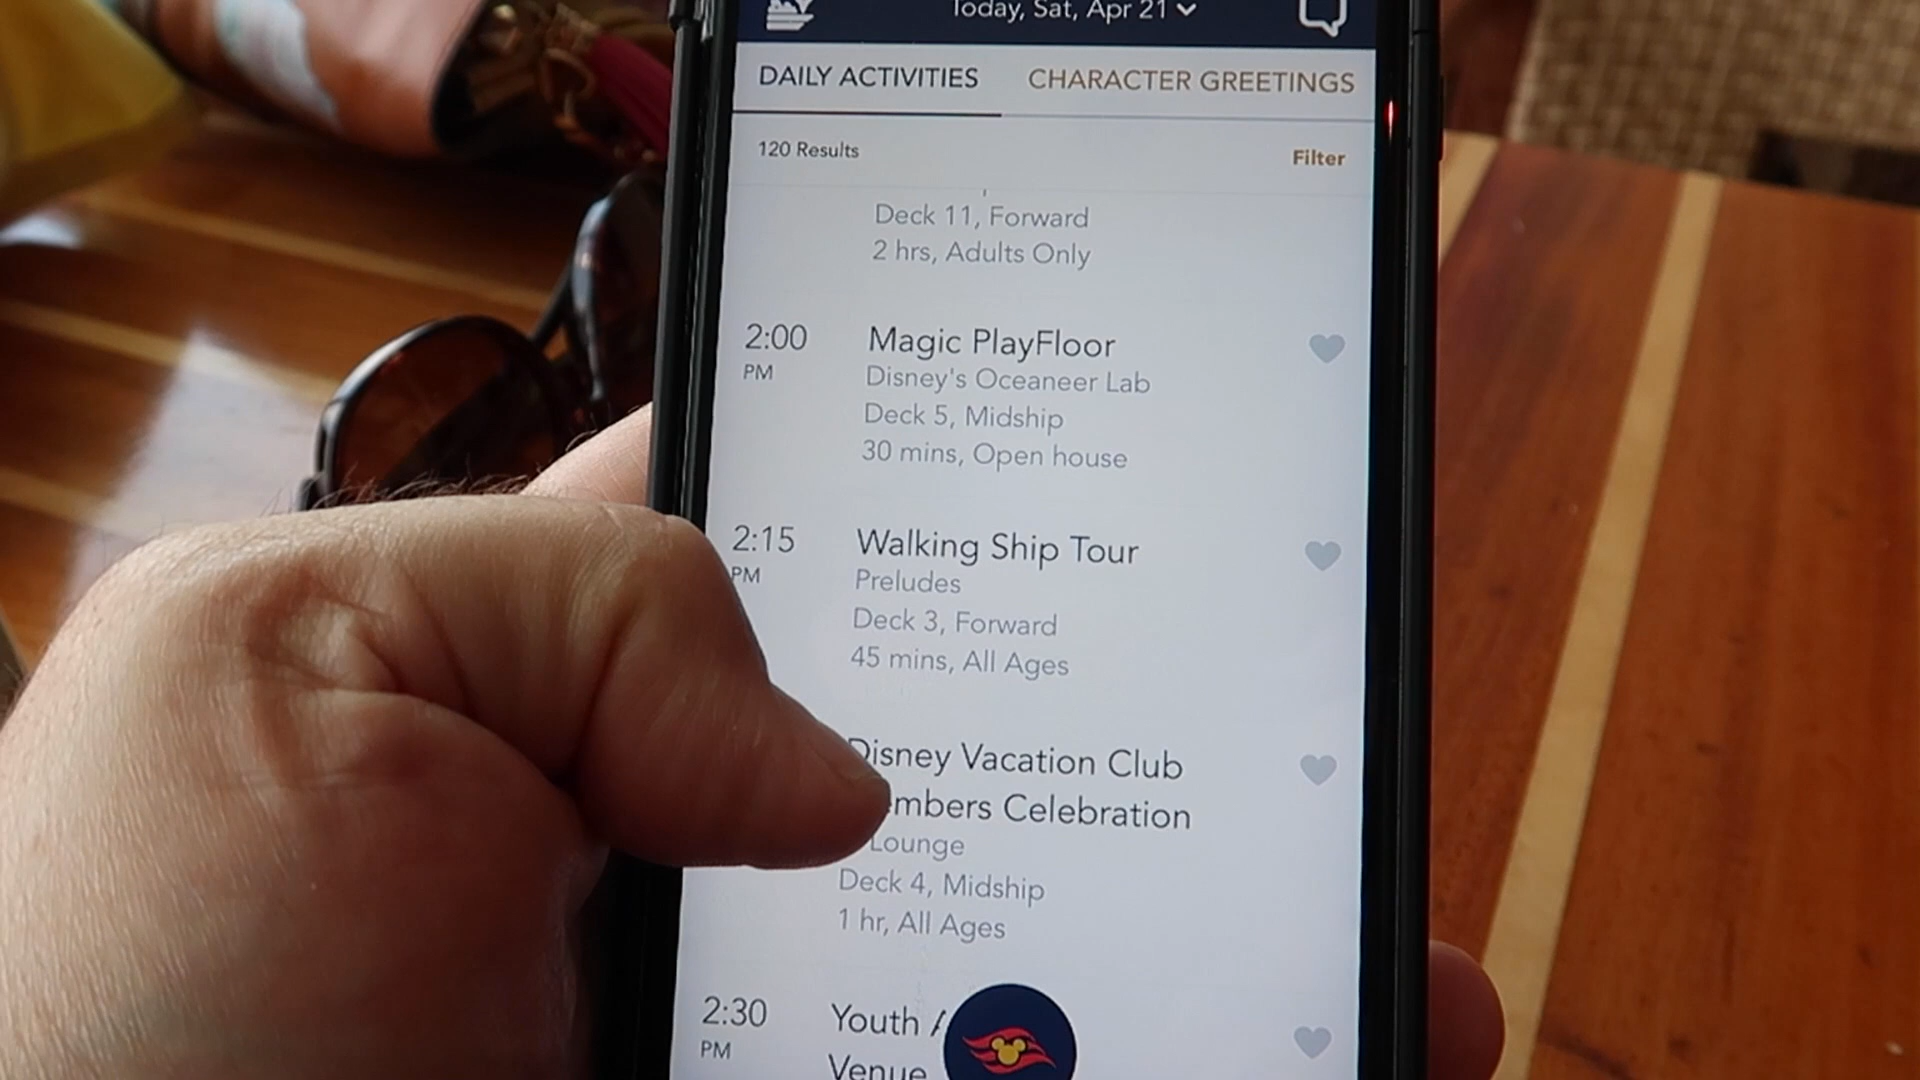 Today, Sat, Apr 21
DAILY ACTIVITIES
CHARACTER GREETINGS
120 Results
Filter
Deck 11, Forward
2 hrs, Adults Only
2:00 PM
Magic PlayFloor
Disney's Oceaneer Lab
Deck 5, Midship
30 mins, Open house
2:15 PM
Walking Ship Tour
Preludes
Deck 3, Forward
45 mins, All Ages
Disney Vacation Club
Celebration
Lounge
Deck 4, Midship
1 hr, All Ages
2:30 PM
Youth
Venue